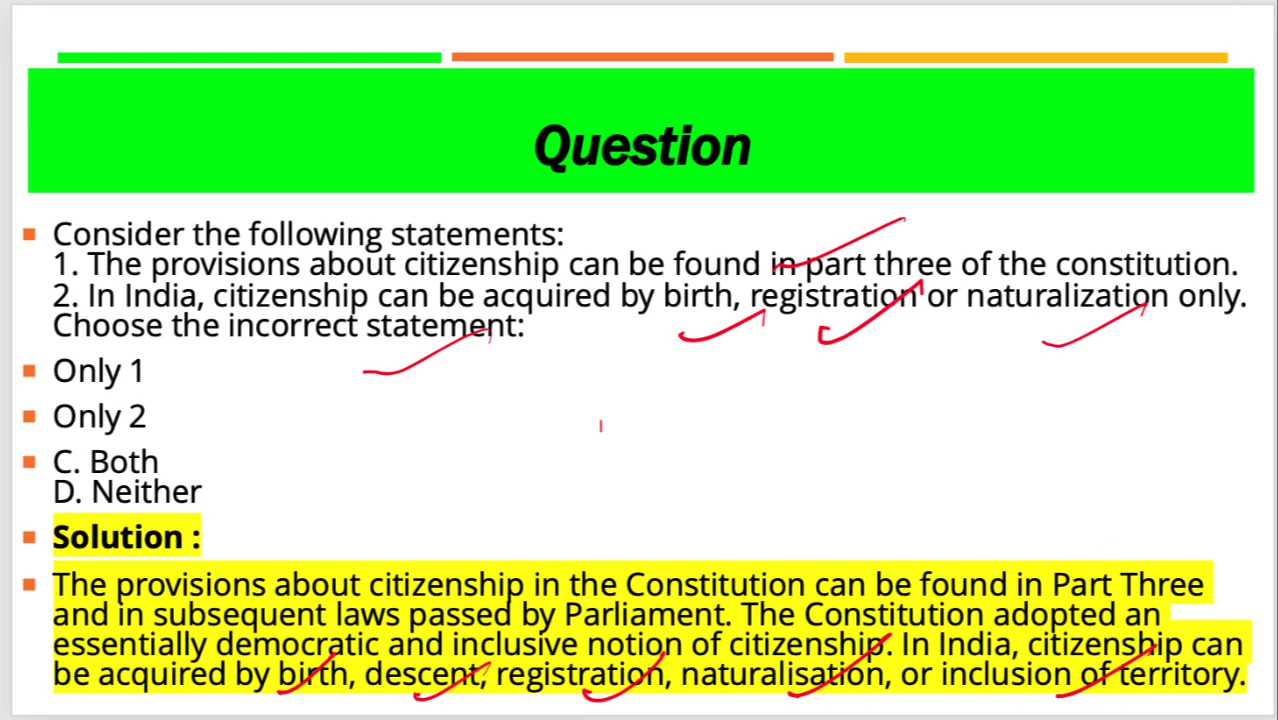 Question
Consider the following statements:
1. The provisions about citizenship can be found in part three of the constitution.
2. In India, citizenship can be acquired by birth, registration or naturalization only.
Choose the incorrect statement:
Only 1
Only 2
C. Both
D. Neither
Solution :
The provisions about citizenship in the Constitution can be found in Part Three
and in subsequent laws passed by Parliament. The Constitution adopted an
essentially democratic and inclusive notion of citizenship. In India, citizenship can
be acquired by birth, descent, registration, naturalisation, or inclusion of territory.